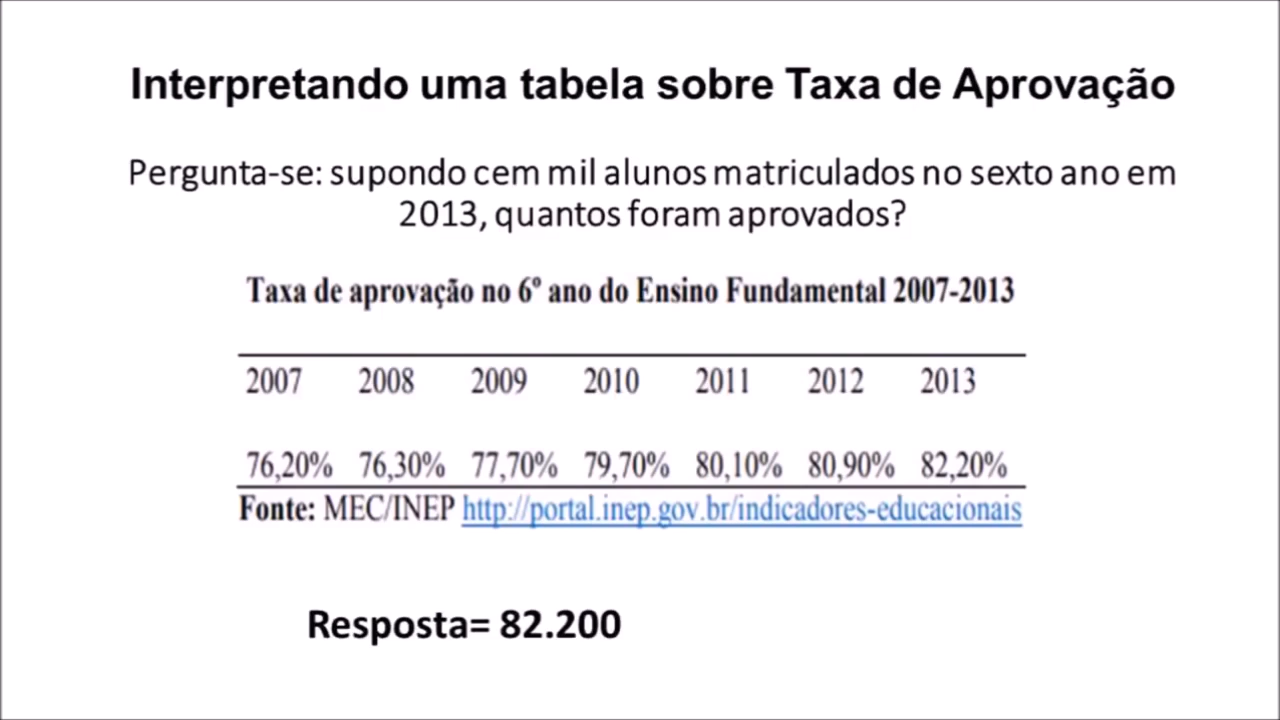 Interpretando uma tabela sobre Taxa de Aprovação
Pergunta-se: supondo cem mil alunos matriculados no sexto ano em
2013, quantos foram aprovados?
Taxa de aprovação no 6º ano do Ensino Fundamental 2007-2013
2007 2008 2009 2010 2011 2012 2013
76,20% 76,30% 77,70% 79,70% 80,10% 80,90% 82,20%
Fonte: MEC/INEP http://portal.inep.gov.br/indicadores-educacionais
Resposta= 82.200